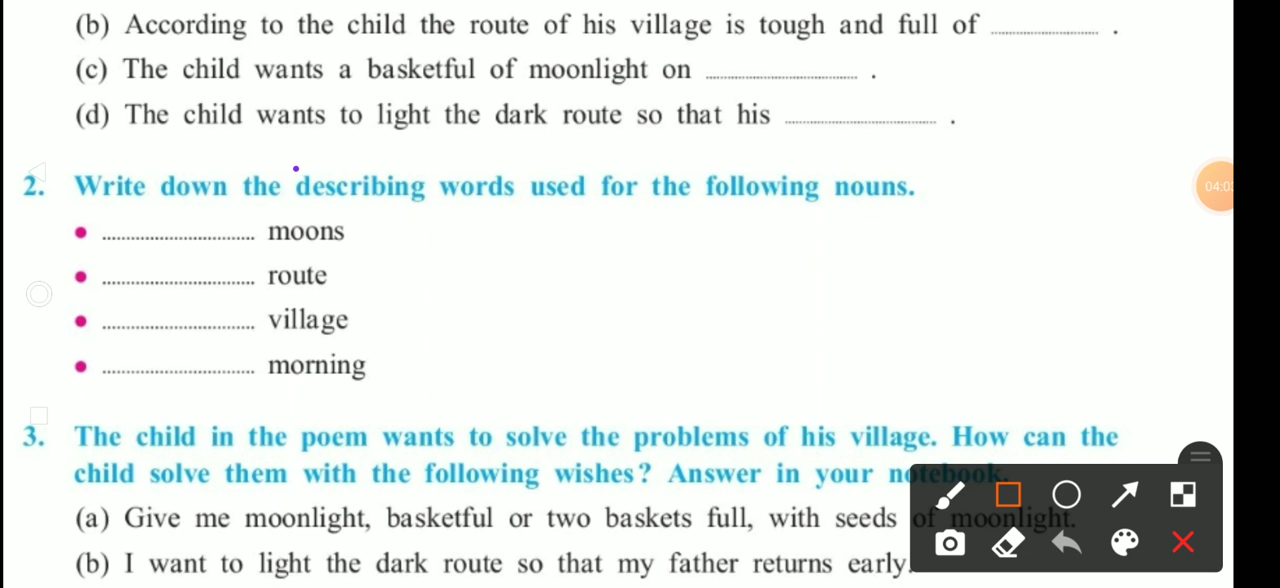 (b) According to the child the route of his village is tough and full of .................... .
(c) The child wants a basketful of moonlight on .................... .
(d) The child wants to light the dark route so that his .................... .
2. Write down the describing words used for the following nouns.
04:0
• .................... moons
• .................... route
• .................... village
• .................... morning
3. The child in the poem wants to solve the problems of his village. How can the
child solve them with the following wishes? Answer in your notebook.
(a) Give me moonlight, basketful or two baskets full, with seeds of moonlight.
(b) I want to light the dark route so that my father returns early.